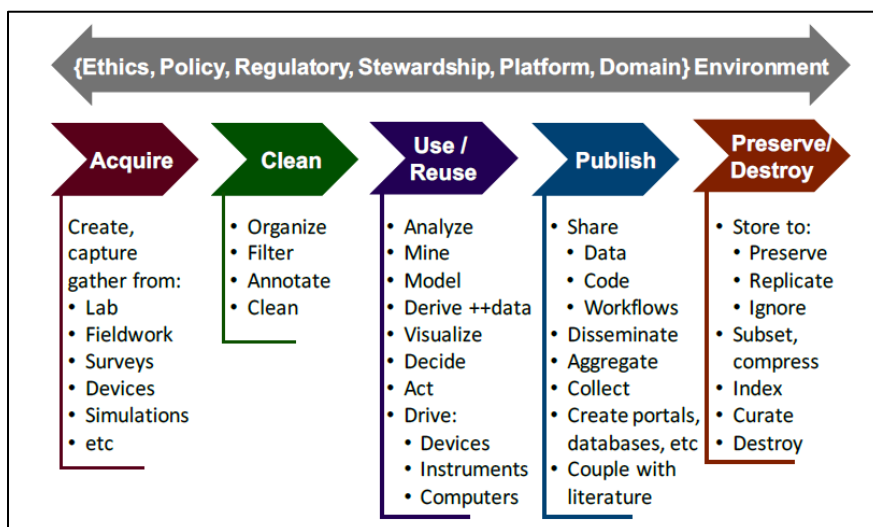 {Ethics, Policy, Regulatory, Stewardship, Platform, Domain} Environment
Acquire
Create,
capture
gather from:
• Lab
• Fieldwork
• Surveys
• Devices
• Simulations
• etc
Clean
• Organize
• Filter
• Annotate
• Clean
Use /
Reuse
• Analyze
• Mine
• Model
• Derive ++data
• Visualize
• Decide
• Act
• Drive:
• Devices
• Instruments
• Computers
Publish
• Share
• Data
• Code
• Workflows
• Disseminate
• Aggregate
• Collect
• Create portals,
databases, etc
• Couple with
literature
Preserve/
Destroy
• Store to:
• Preserve
• Replicate
• Ignore
• Subset,
compress
• Index
• Curate
• Destroy